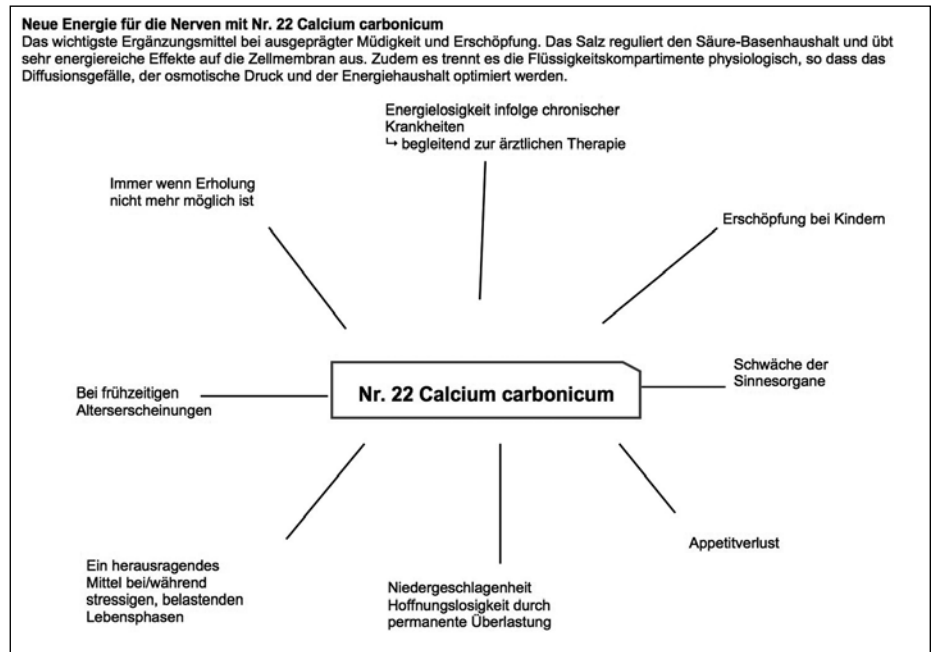 Neue Energie für die Nerven mit Nr. 22 Calcium carbonicum
Das wichtigste Ergänzungsmittel bei ausgeprägter Müdigkeit und Erschöpfung. Das Salz reguliert den Säure-Basenhaushalt und übt
sehr energiereiche Effekte auf die Zellmembran aus. Zudem es trennt es die Flüssigkeitskompartimente physiologisch, so dass das
Diffusionsgefälle, der osmotische Druck und der Energiehaushalt optimiert werden.
Energielosigkeit infolge chronischer
Krankheiten
↳ begleitend zur ärztlichen Therapie
Immer wenn Erholung
nicht mehr möglich ist
Erschöpfung bei Kindern
Schwäche der
Sinnesorgane
Nr. 22 Calcium carbonicum
Bei frühzeitigen
Alterserscheinungen
Appetitverlust
Ein herausragendes
Mittel bei/während
stressigen, belastenden
Lebensphasen
Niedergeschlagenheit
Hoffnungslosigkeit durch
permanente Überlastung